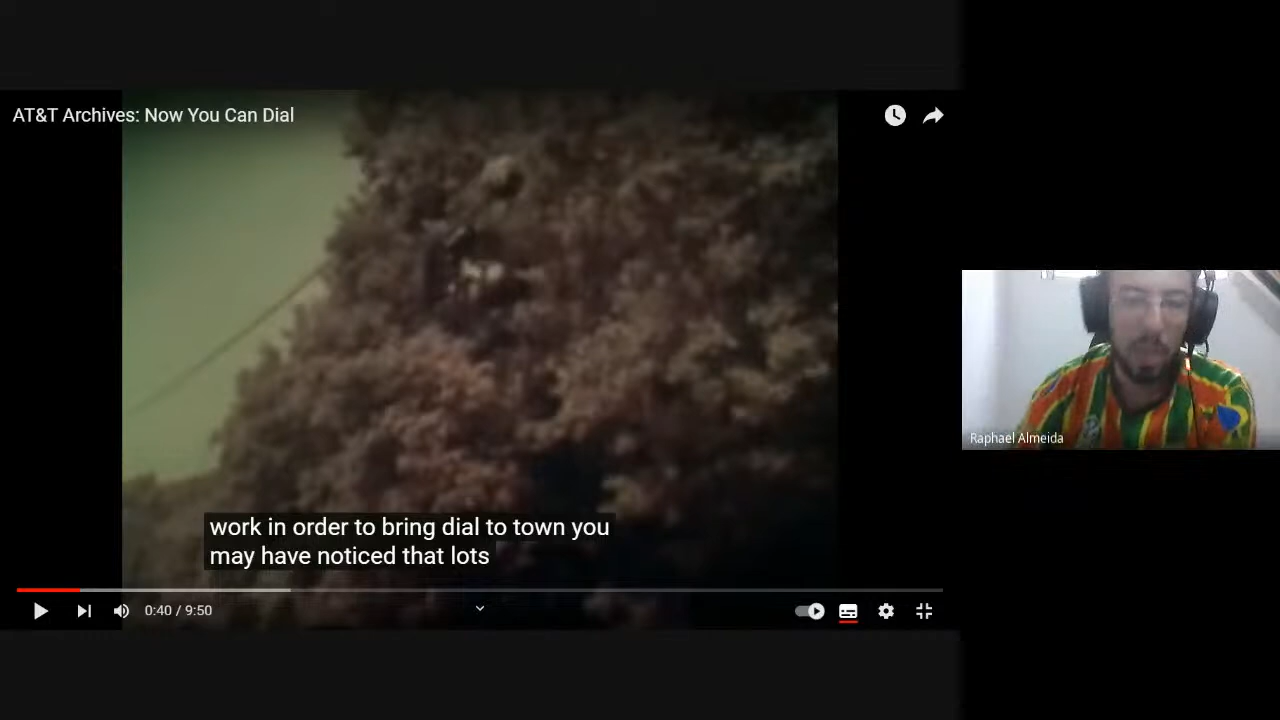 AT&T Archives: Now You Can Dial
work in order to bring dial to town you
may have noticed that lots
0:40 / 9:50
Raphael Almeida